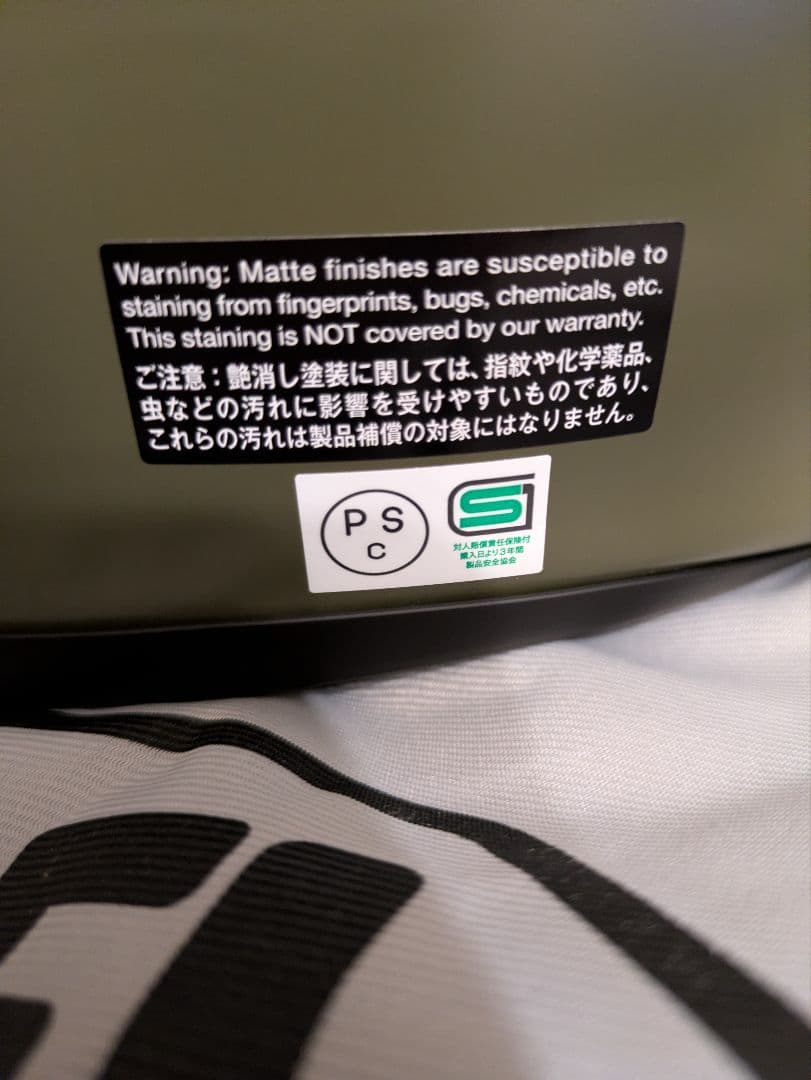 Warning: Matte finishes are susceptible to
staining from fingerprints, bugs, chemicals, etc.
This staining is NOT covered by our warranty.
ご注意：艶消し塗装に関しては、指紋や化学薬品、
虫などの汚れに影響を受けやすいものであり、
これらの汚れは製品補償の対象にはなりません。
P S
C
SG
対人賠償責任保険付
購入日より3年間
製品安全協会